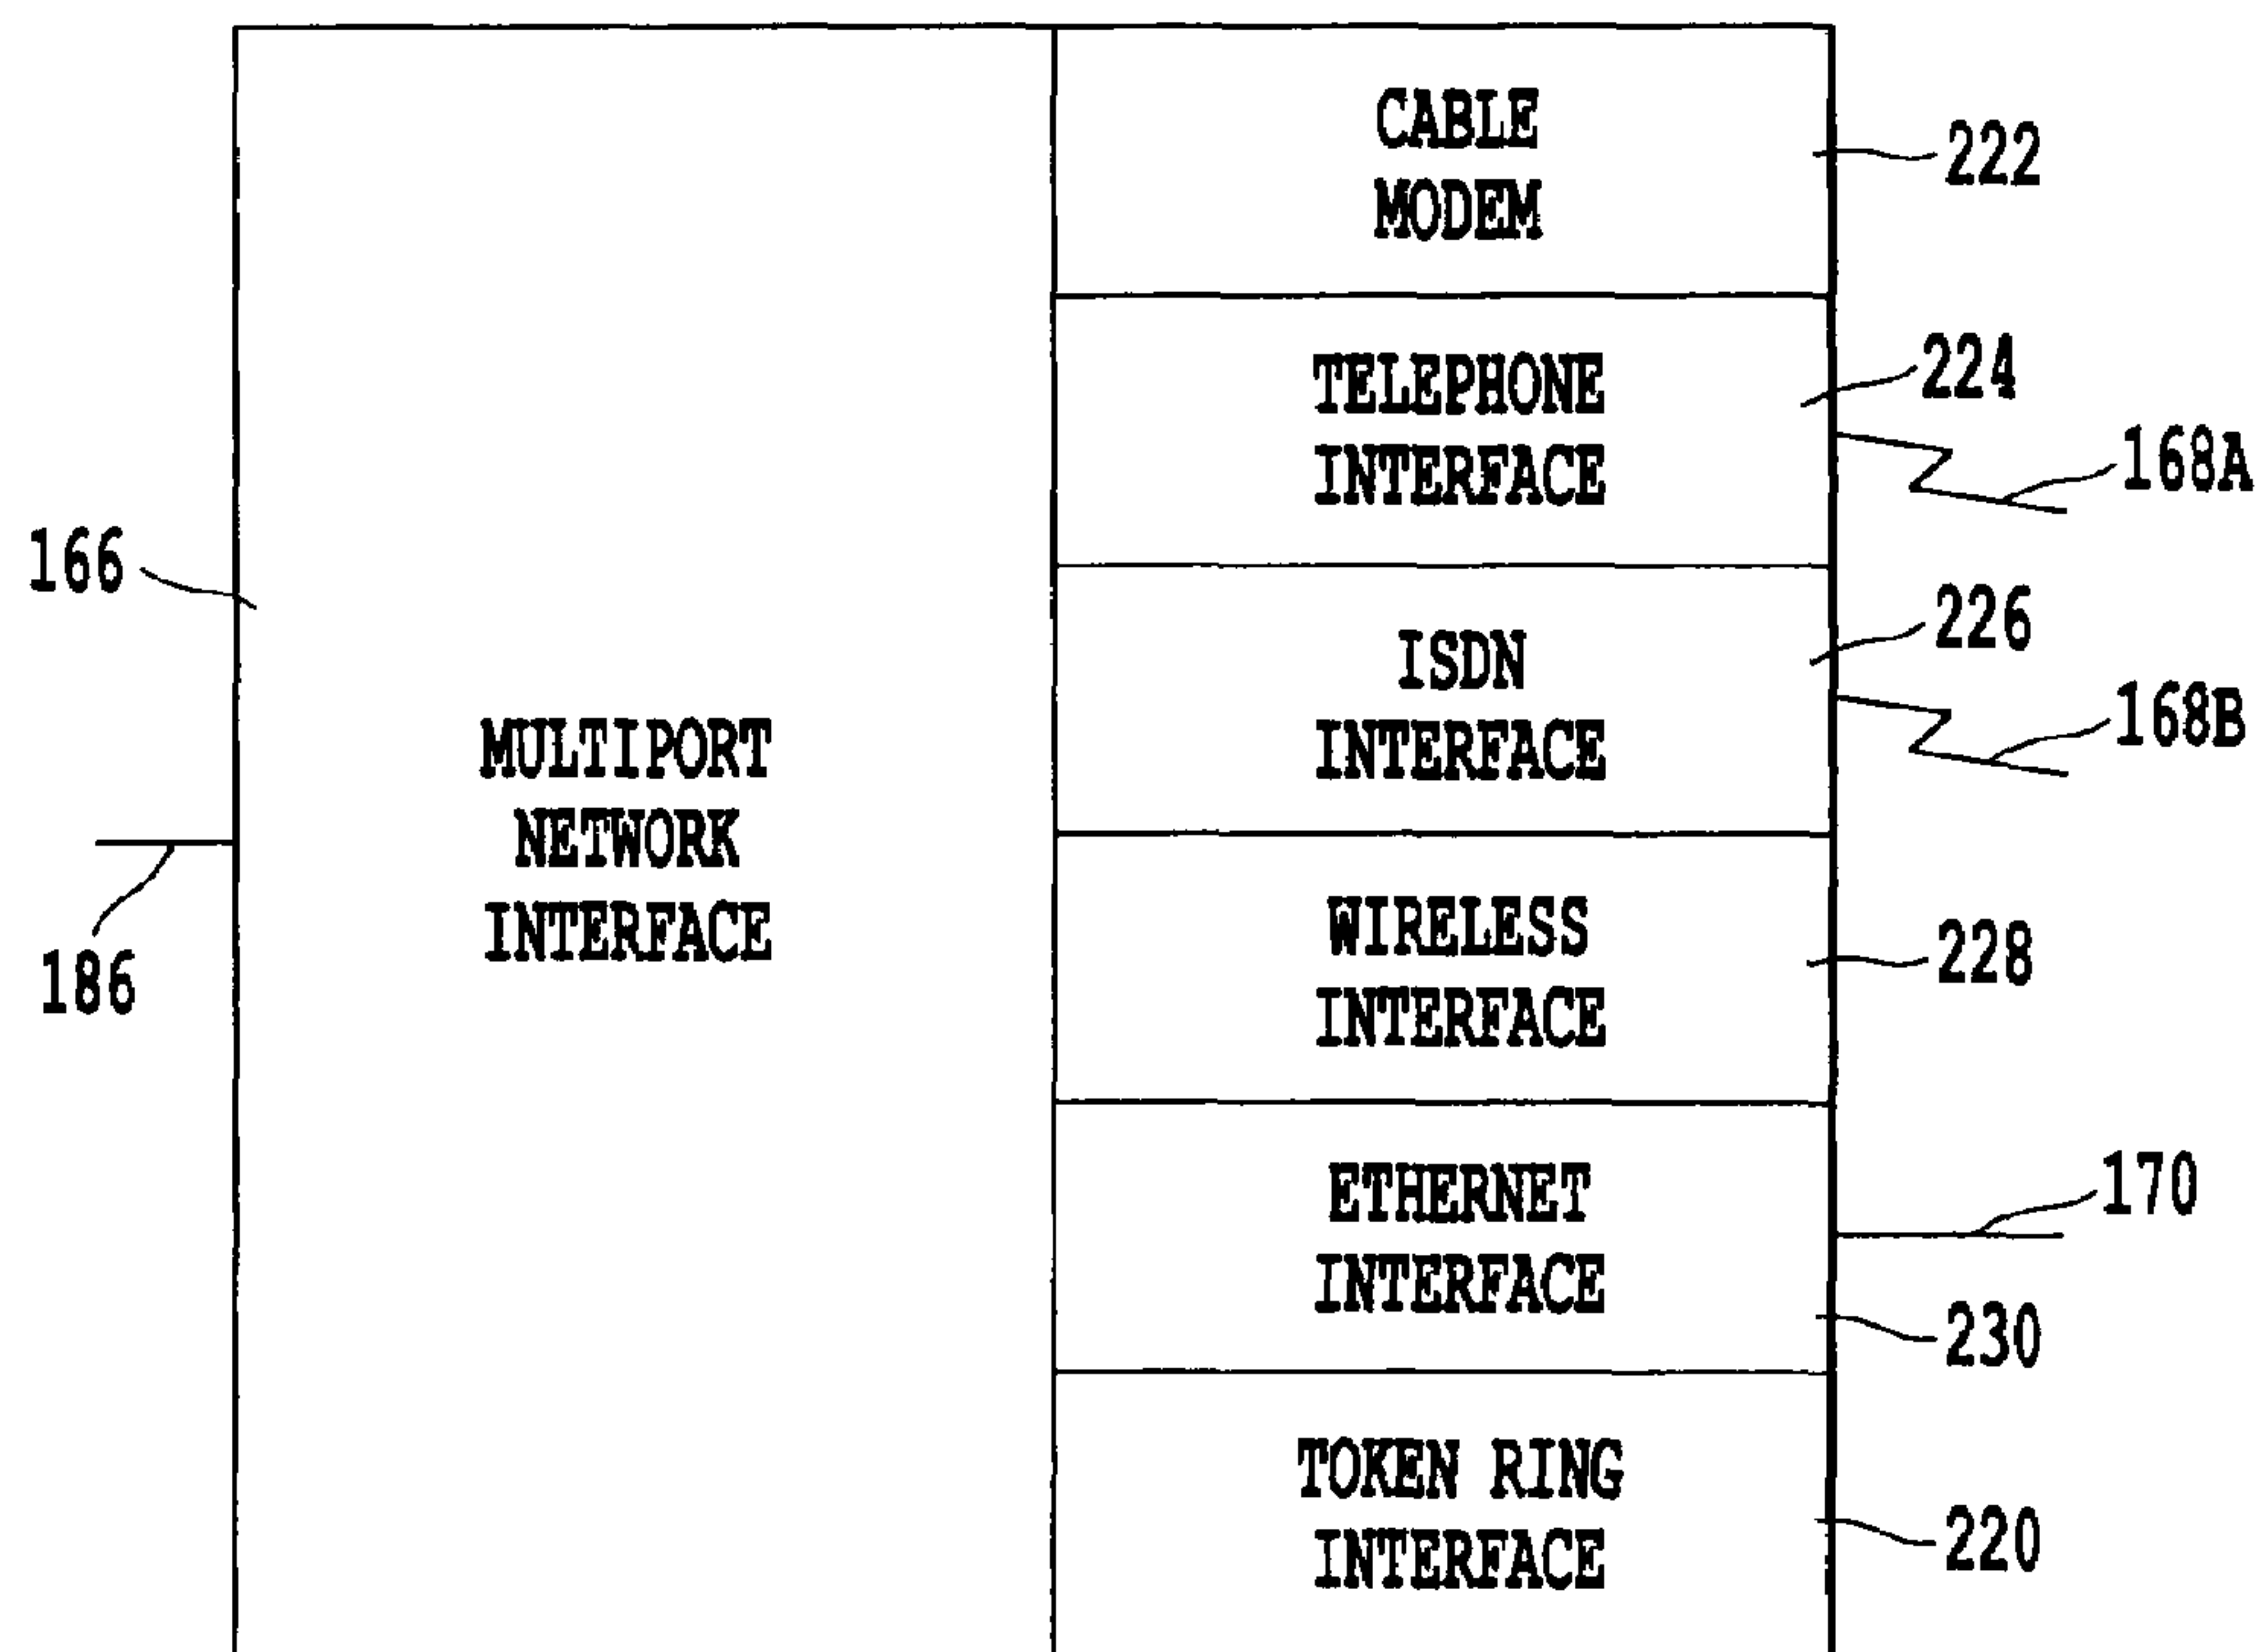 CABLE
MODEM
222
TELEPHONE
INTERFACE
224
168A
166
ISDN
INTERFACE
226
168B
MULTIPORT
NETWORK
INTERFACE
186
WIRELESS
INTERFACE
228
ETHERNET
INTERFACE
170
230
TOKEN RING
INTERFACE
220